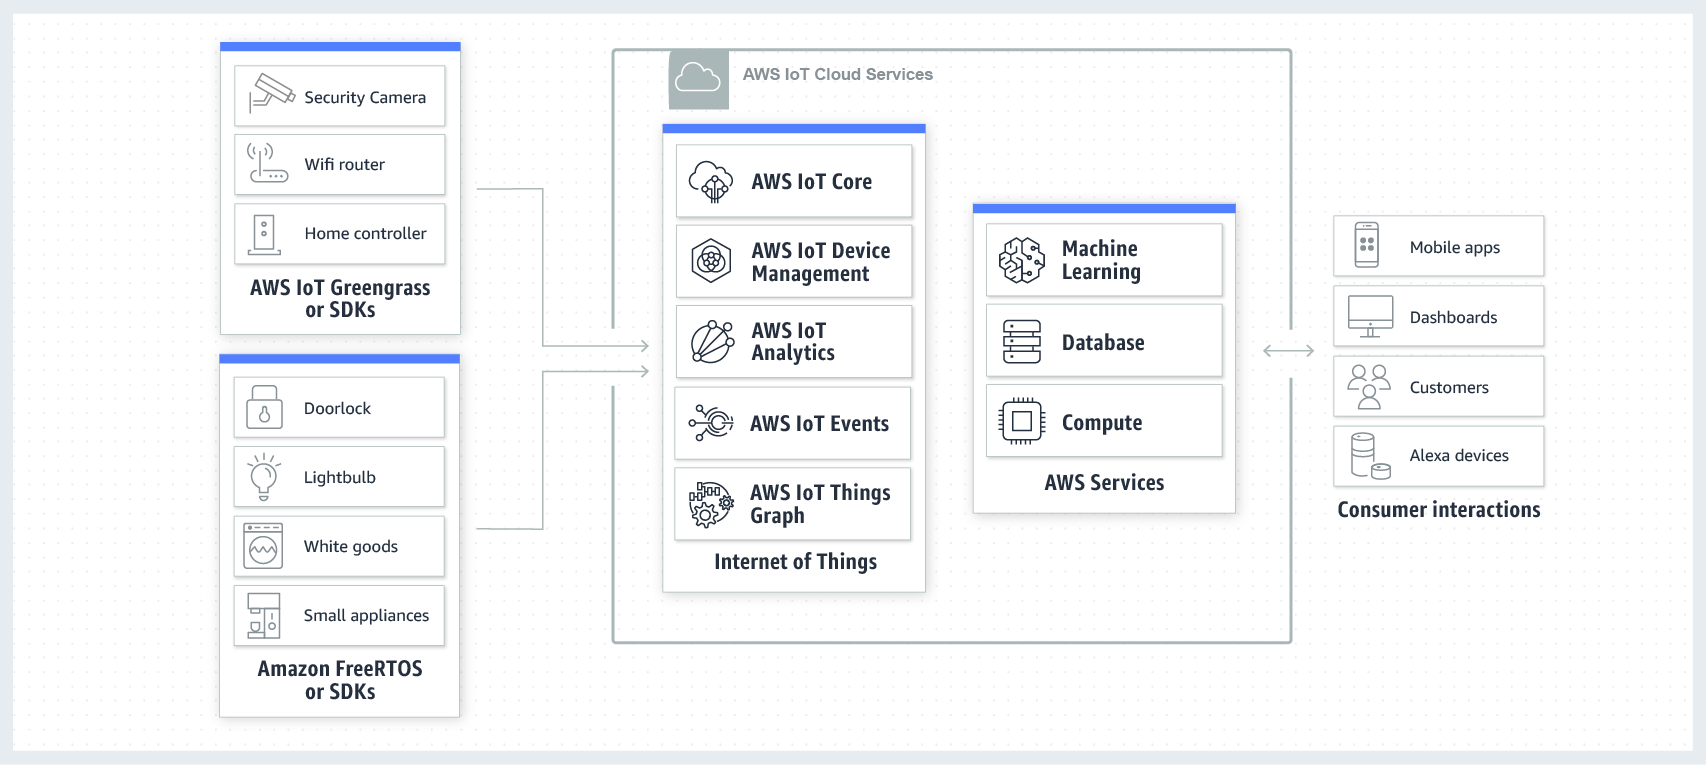 Security Camera
Wifi router
Home controller
AWS IoT Greengrass
or SDKs
Doorlock
Lightbulb
White goods
Small appliances
Amazon FreeRTOS
or SDKs
AWS IoT Cloud Services
AWS IoT Core
AWS IoT Device
Management
AWS IoT
Analytics
AWS IoT Events
AWS IoT Things
Graph
Internet of Things
Machine
Learning
Database
Compute
AWS Services
Mobile apps
Dashboards
Customers
Alexa devices
Consumer interactions